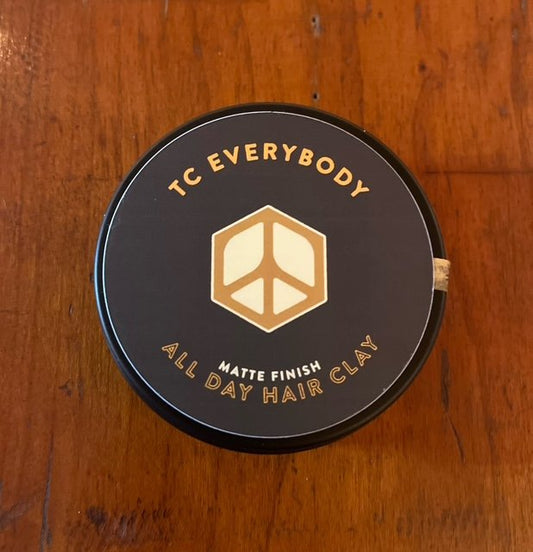 TC EVERYBODY
MATTE FINISH
ALL DAY HAIR CLAY